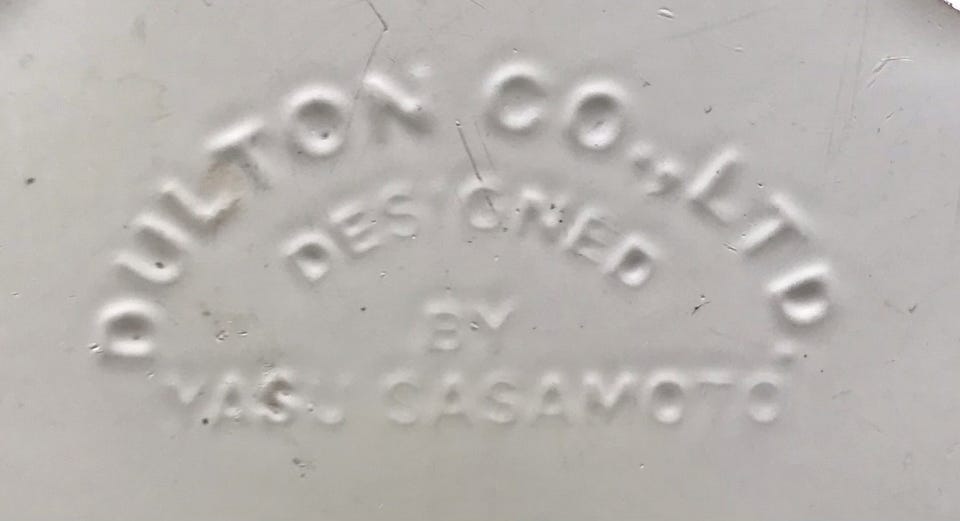 DULTON CO.,LTD
DESIGNED
BY
YASU SASAMOTO